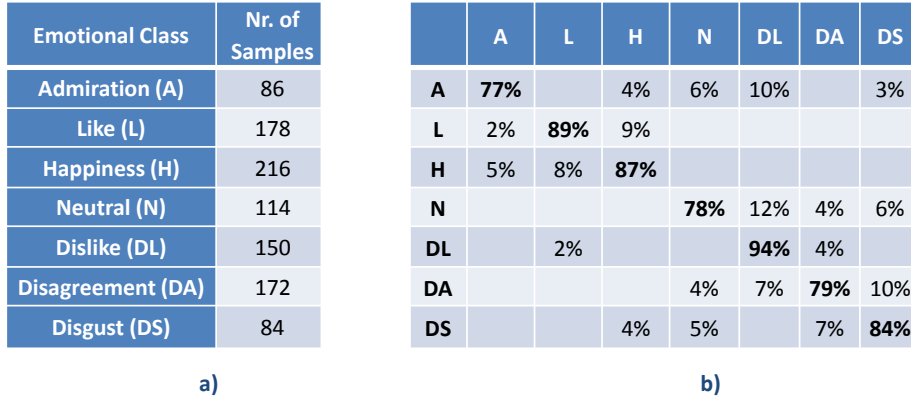 Emotional Class Nr. of Samples
Admiration (A) 86
Like (L) 178
Happiness (H) 216
Neutral (N) 114
Dislike (DL) 150
Disagreement (DA) 172
Disgust (DS) 84
a)
A L H N DL DA DS
A 77% 4% 6% 10% 3%
L 2% 89% 9%
H 5% 8% 87%
N 78% 12% 4% 6%
DL 2% 94% 4%
DA 4% 7% 79% 10%
DS 4% 5% 7% 84%
b)